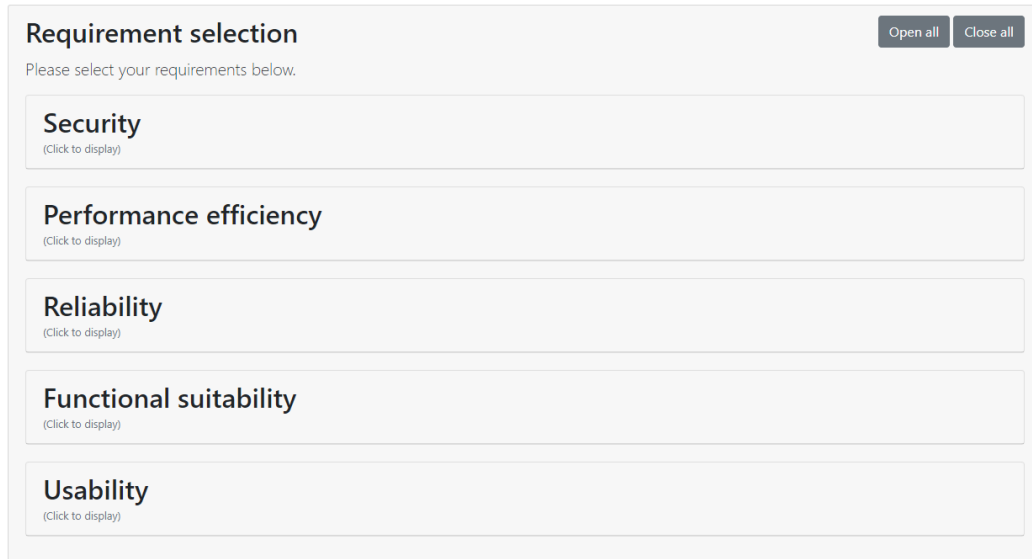 Requirement selection
Open all
Close all
Please select your requirements below.
Security
(Click to display)
Performance efficiency
(Click to display)
Reliability
(Click to display)
Functional suitability
(Click to display)
Usability
(Click to display)